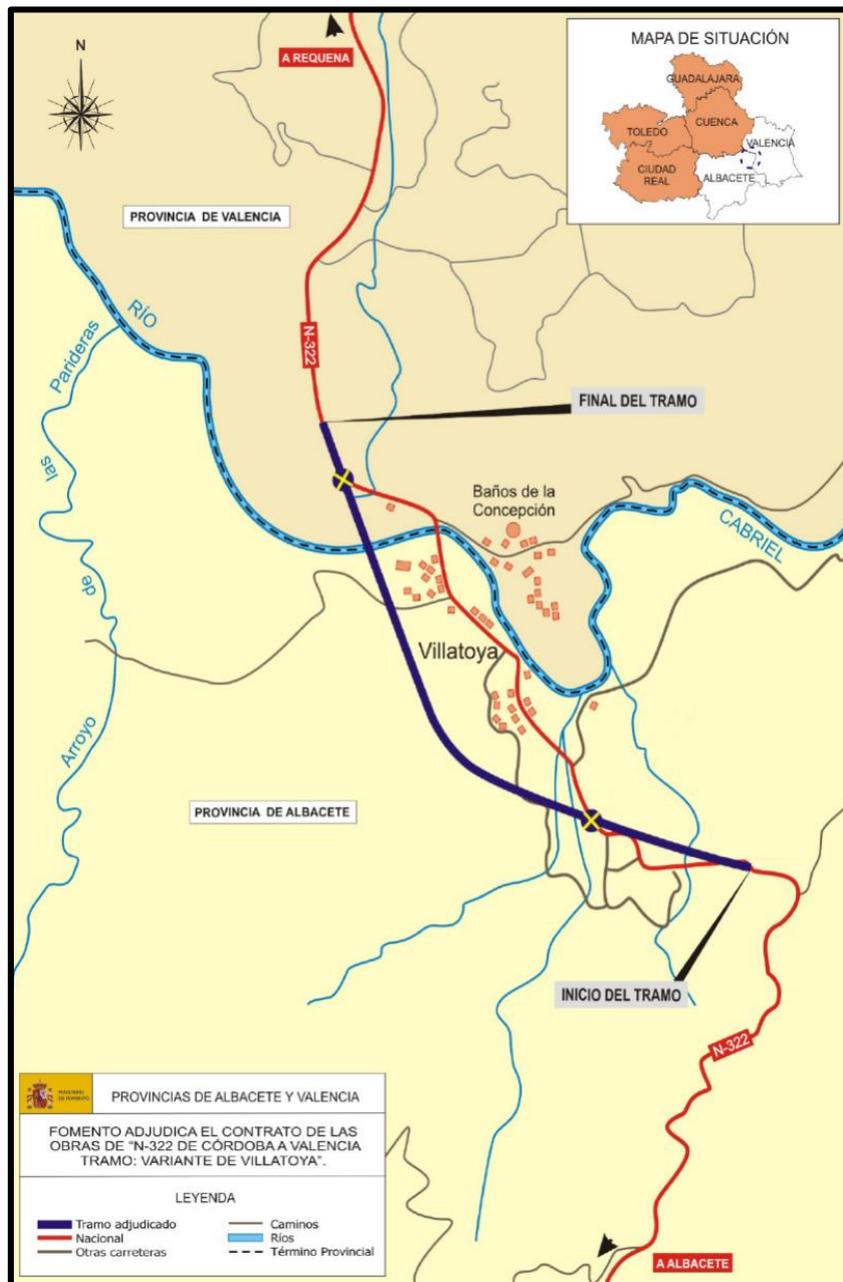 N
A REQUENA
MAPA DE SITUACIÓN
GUADALAJARA
CUENCA
TOLEDO
VALENCIA
CIUDAD
REAL
ALBACETE
PROVINCIA DE VALENCIA
RÍO
Parideras
las
de
Arroyo
N-322
FINAL DEL TRAMO
Baños de la
Concepción
CABRIEL
Villatoya
PROVINCIA DE ALBACETE
INICIO DEL TRAMO
N-322
A ALBACETE
MINISTERIO
DE FOMENTO
PROVINCIAS DE ALBACETE Y VALENCIA
FOMENTO ADJUDICA EL CONTRATO DE LAS
OBRAS DE "N-322 DE CÓRDOBA A VALENCIA
TRAMO: VARIANTE DE VILLATOYA".
LEYENDA
Tramo adjudicado
Nacional
Otras carreteras
Caminos
Ríos
Término Provincial